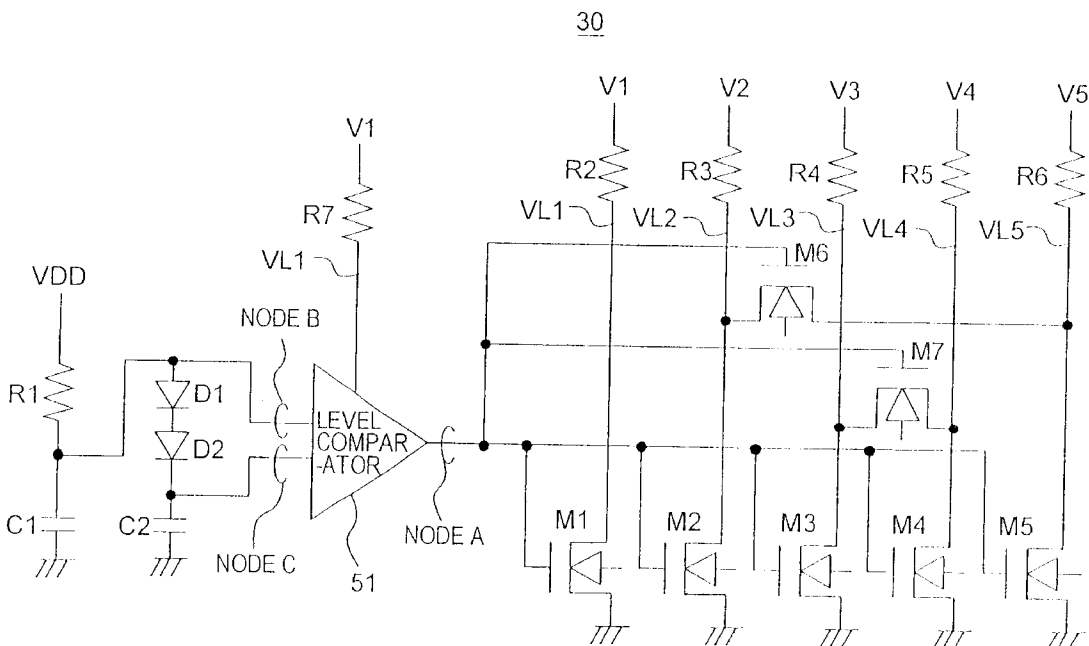 30
V1
V2
V3
V4
V5
V1
R2
R3
R4
R5
R6
R7
VL1
VL2
VL3
VL4
VL5
VL1
M6
VDD
NODE B
M7
R1
D1
D2
LEVEL
COMPAR
-ATOR
C1
C2
NODE C
51
NODE A
M1
M2
M3
M4
M5